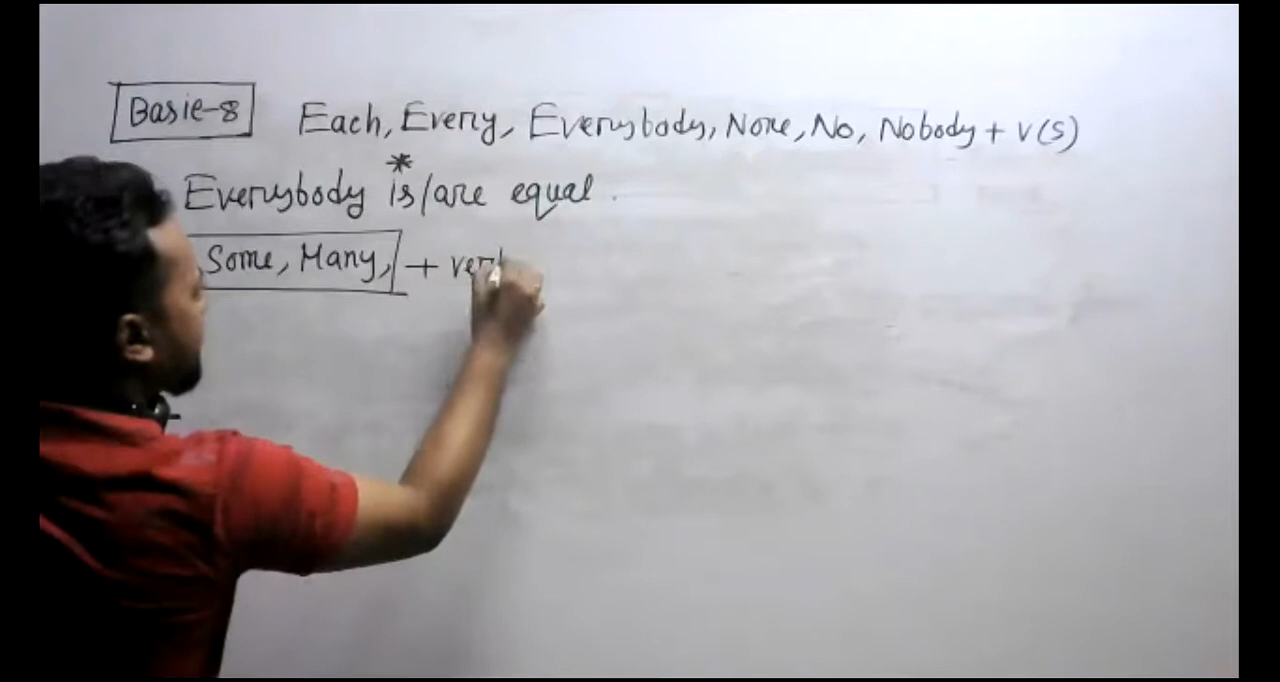 Basic-8 Each, Every, Everybody, None, No, Nobody + V(S)
*
Everybody is/are equal.
Some, Many, + verb